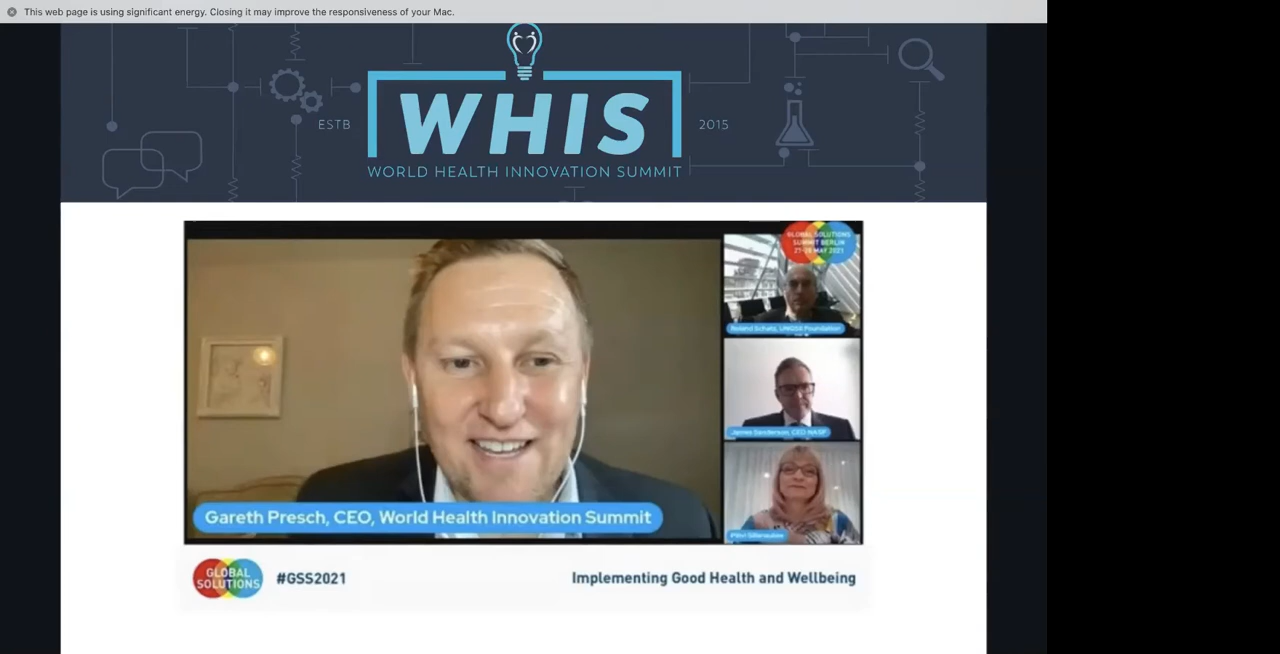 This web page is using significant energy. Closing it may improve the responsiveness of your Mac.
ESTB
WHIS
2015
WORLD HEALTH INNOVATION SUMMIT
GLOBAL SOLUTIONS
SUMMIT BERLIN
MAY 2021
Roland Schatz, UNGSII Foundation
James Sanderson, CEO NASP
Gareth Presch, CEO, World Health Innovation Summit
GLOBAL
SOLUTIONS
#GSS2021
Implementing Good Health and Wellbeing